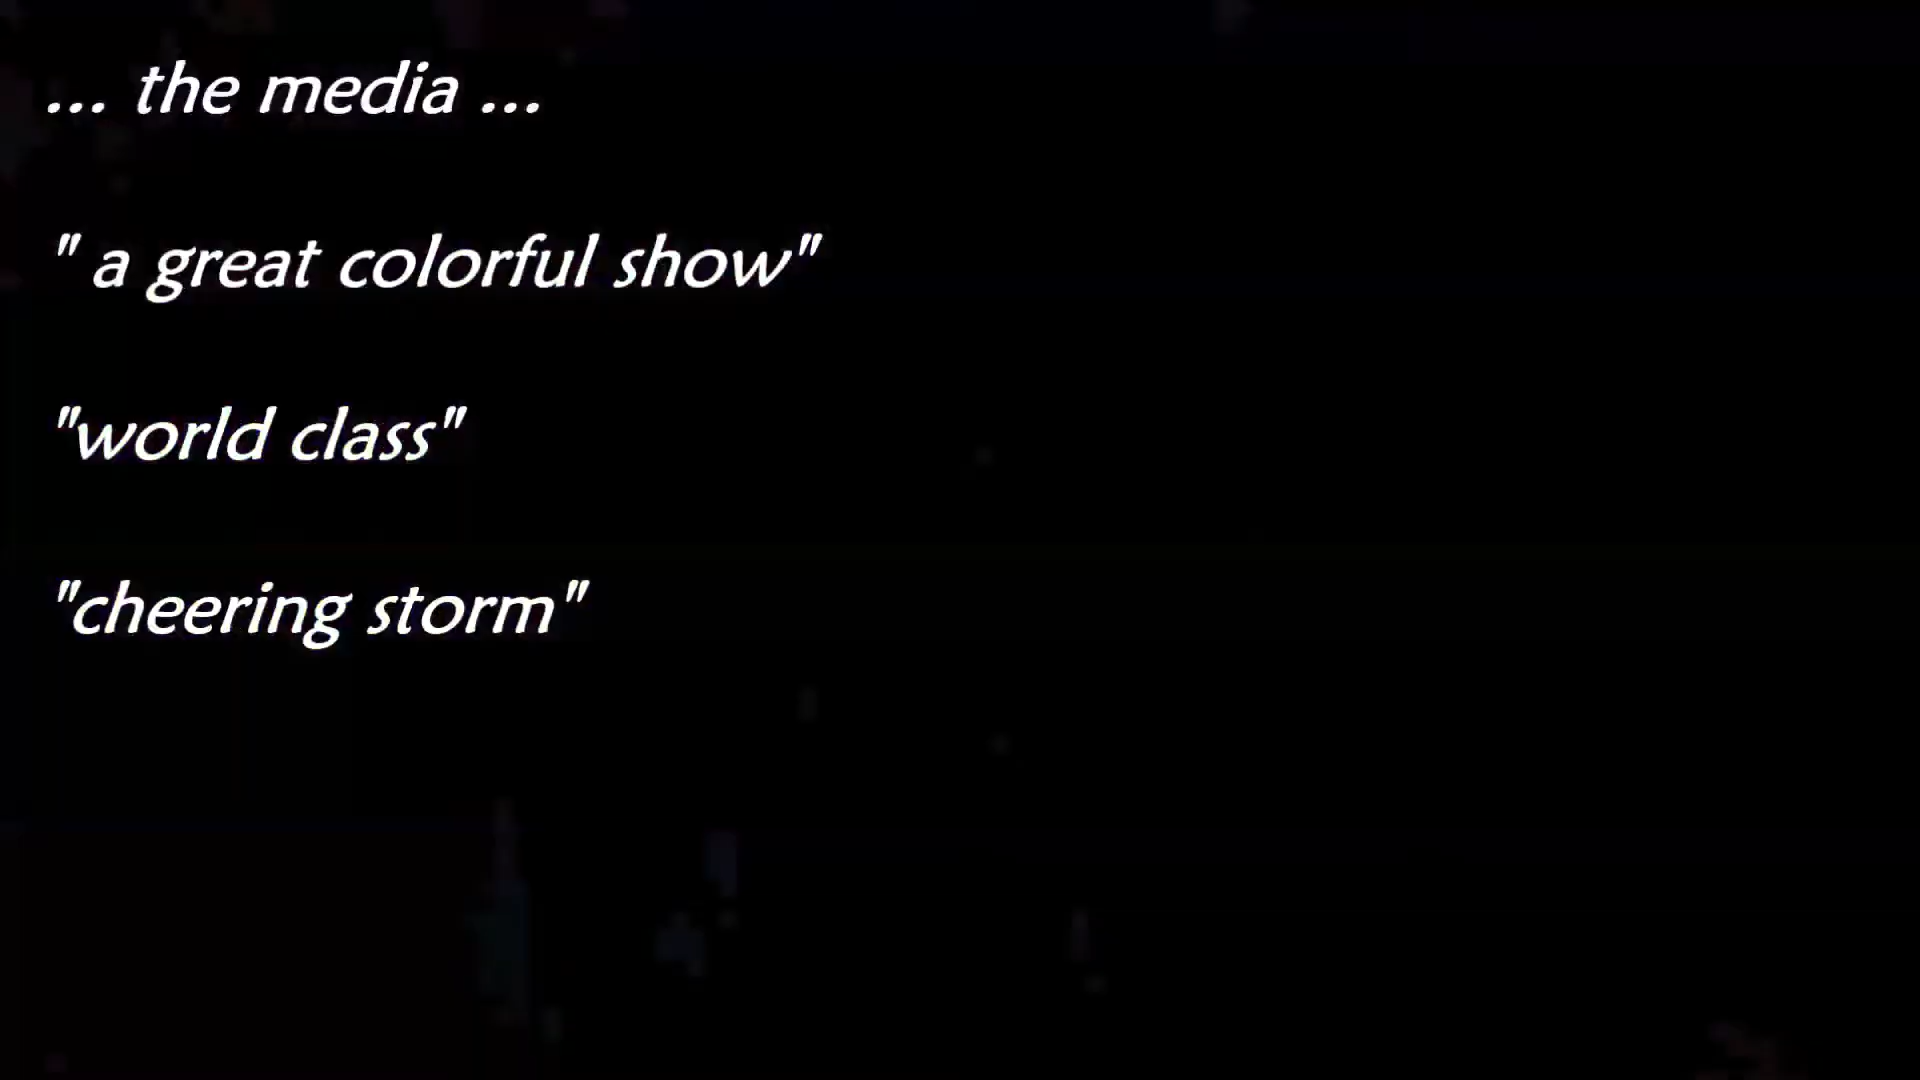 ... the media ...
" a great colorful show"
"world class"
"cheering storm"